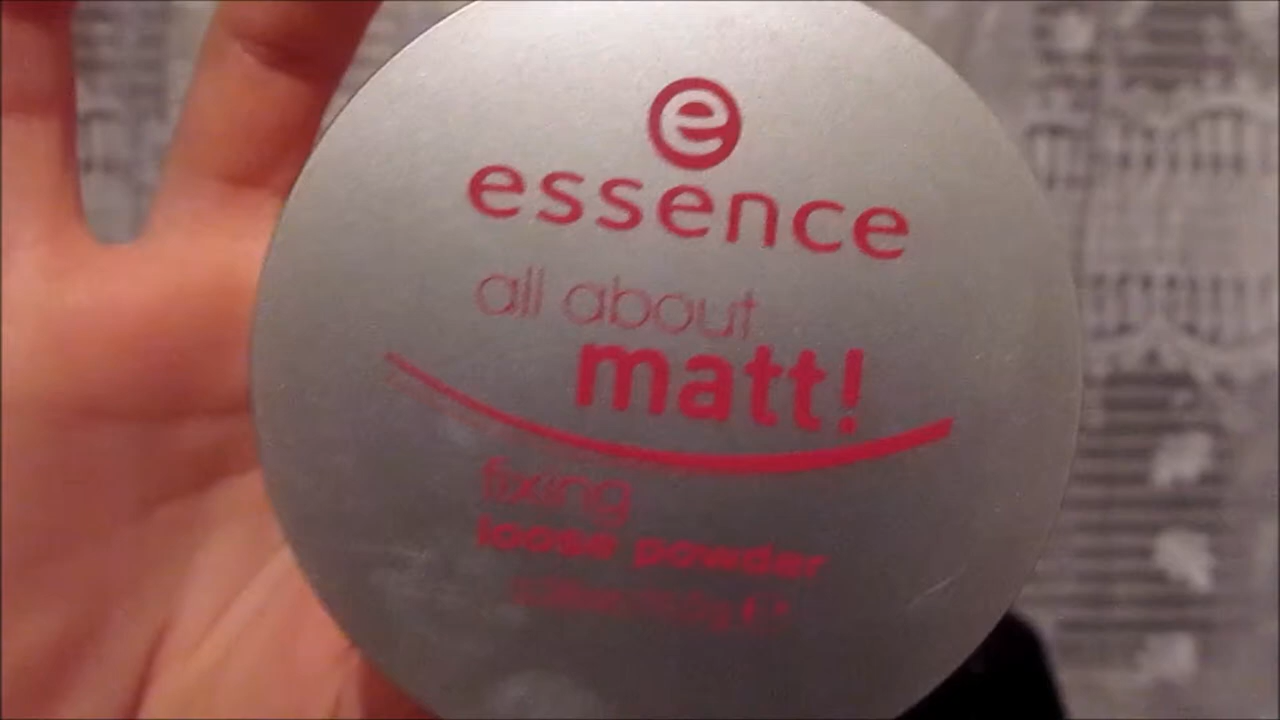 e
essence
all about
matt!
fixing
loose powder